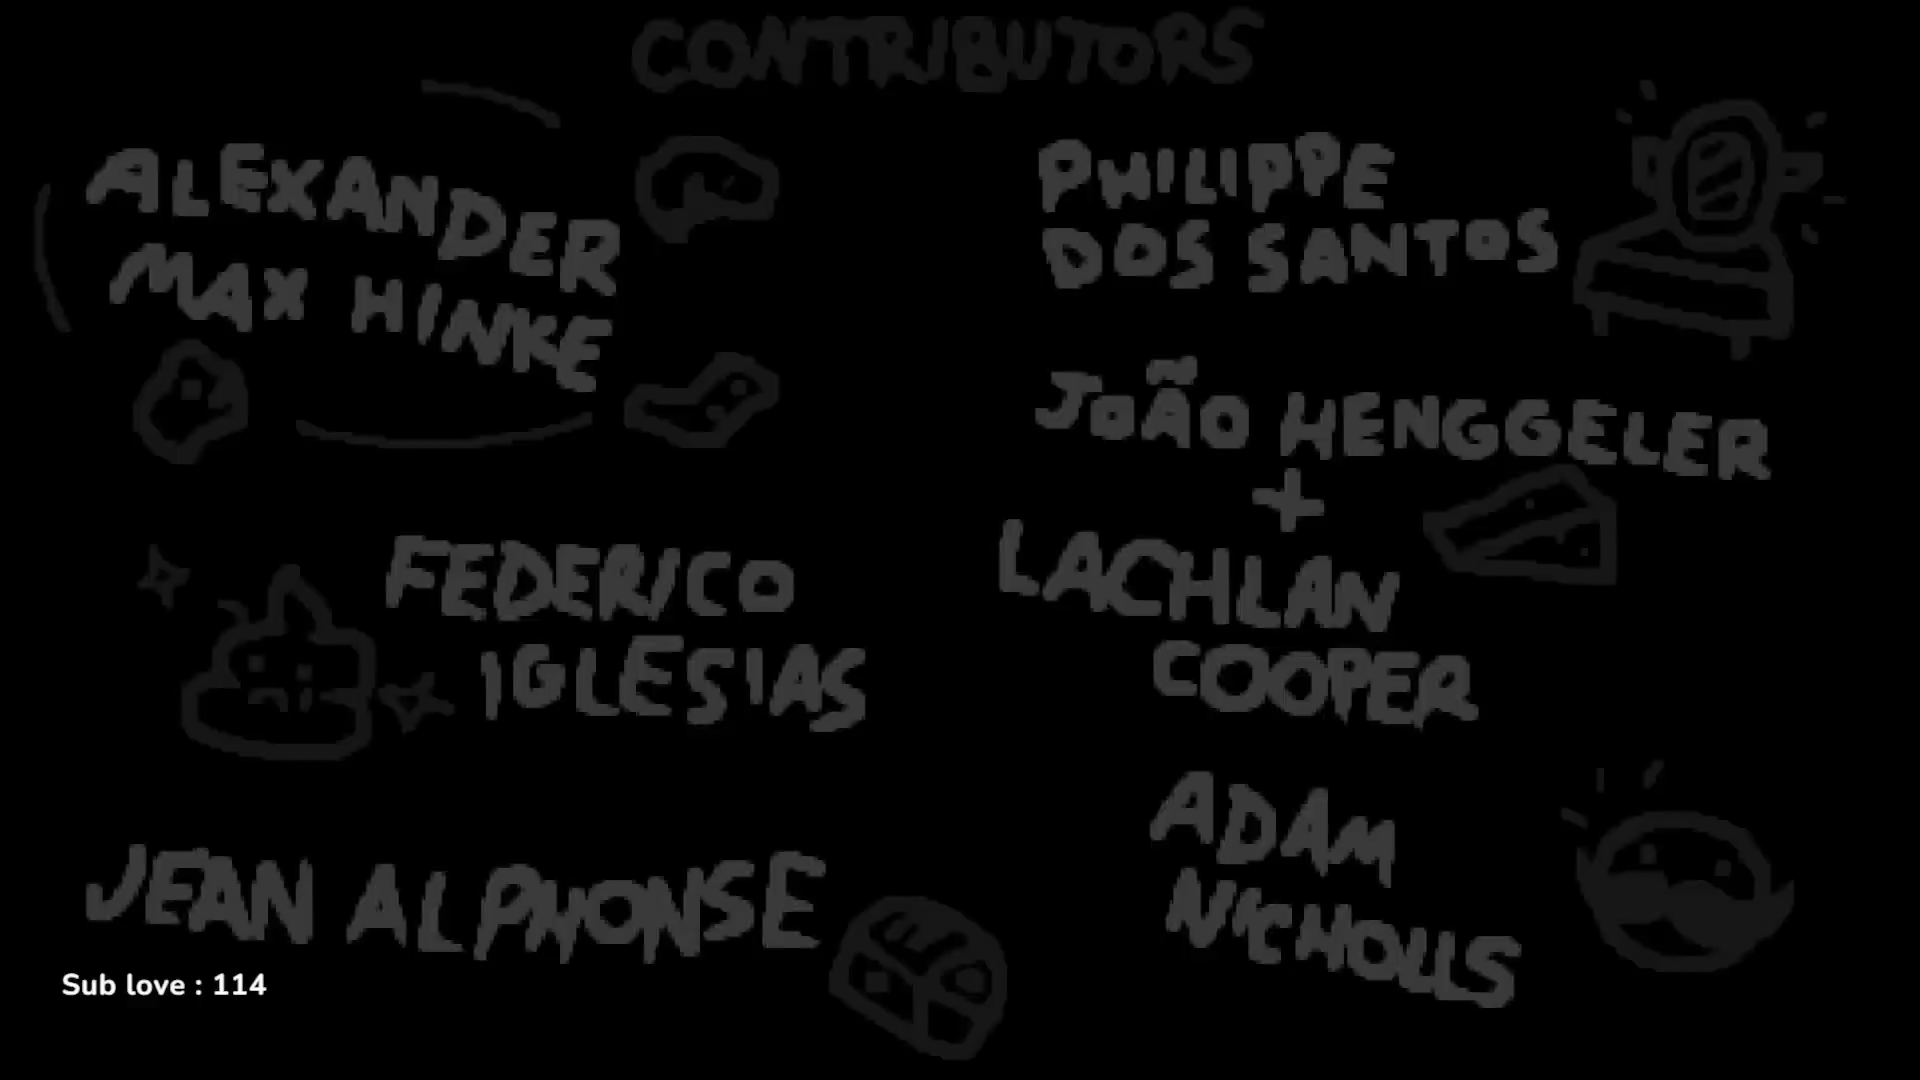 CONTRIBUTORS
ALEXANDER
MAX HINKE
PHILIPPE
DOS SANTOS
JOÃO HENGGELER
+
LACHLAN
COOPER
FEDERICO
IGLESIAS
JEAN ALPHONSE
ADAM
NICHOLLS
Sub love : 114